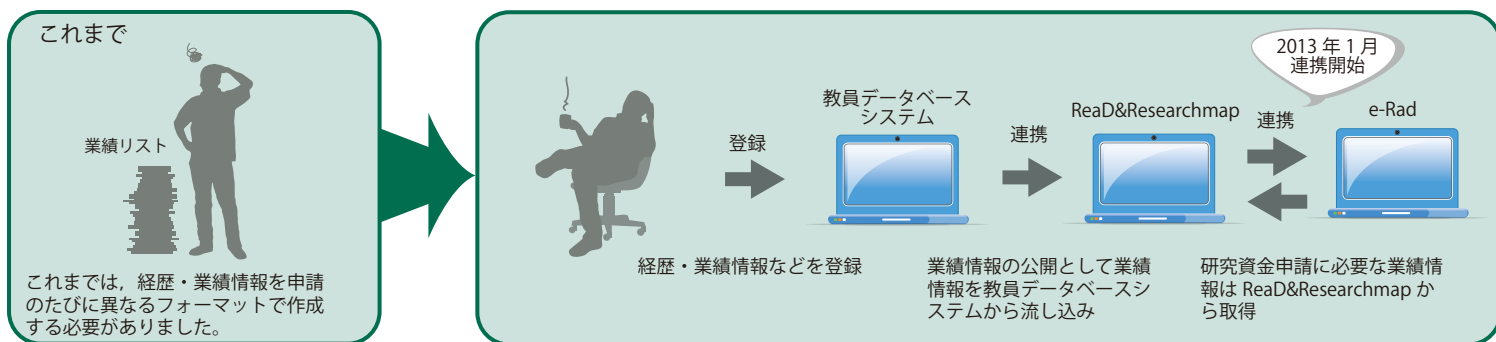 これまで
業績リスト
これまでは，経歴・業績情報を申請
のたびに異なるフォーマットで作成
する必要がありました。
登録
経歴・業績情報などを登録
教員データベース
システム
連携
業績情報の公開として業績
情報を教員データベースシ
ステムから流し込み
ReaD&Researchmap
2013 年 1 月
連携開始
連携
e-Rad
研究資金申請に必要な業績情
報は ReaD&Researchmap か
ら取得